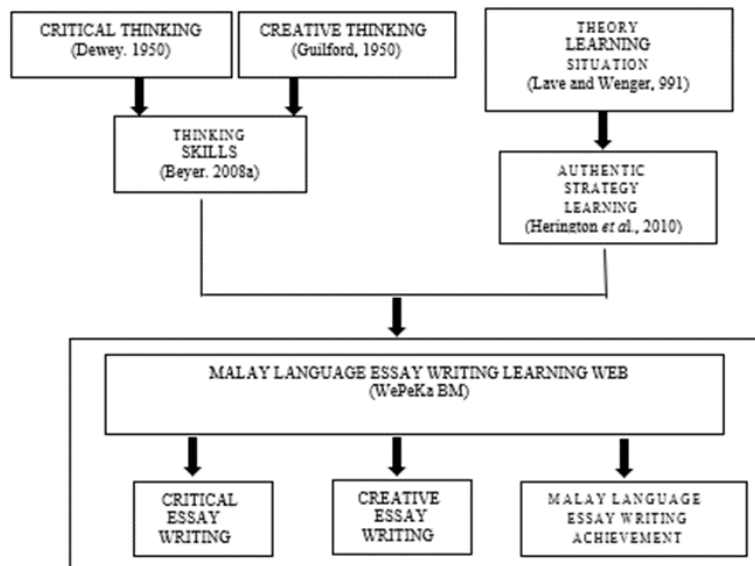 CRITICAL THINKING
(Dewey. 1950)
CREATIVE THINKING
(Guilford, 1950)
THEORY
LEARNING
SITUATION
(Lave and Wenger, 991)
THINKING
SKILLS
(Beyer. 2008a)
AUTHENTIC
STRATEGY
LEARNING
(Herington et al., 2010)
MALAY LANGUAGE ESSAY WRITING LEARNING WEB
(WePeKa BM)
CRITICAL
ESSAY
WRITING
CREATIVE
ESSAY
WRITING
MALAY LANGUAGE
ESSAY WRITING
ACHIEVEMENT